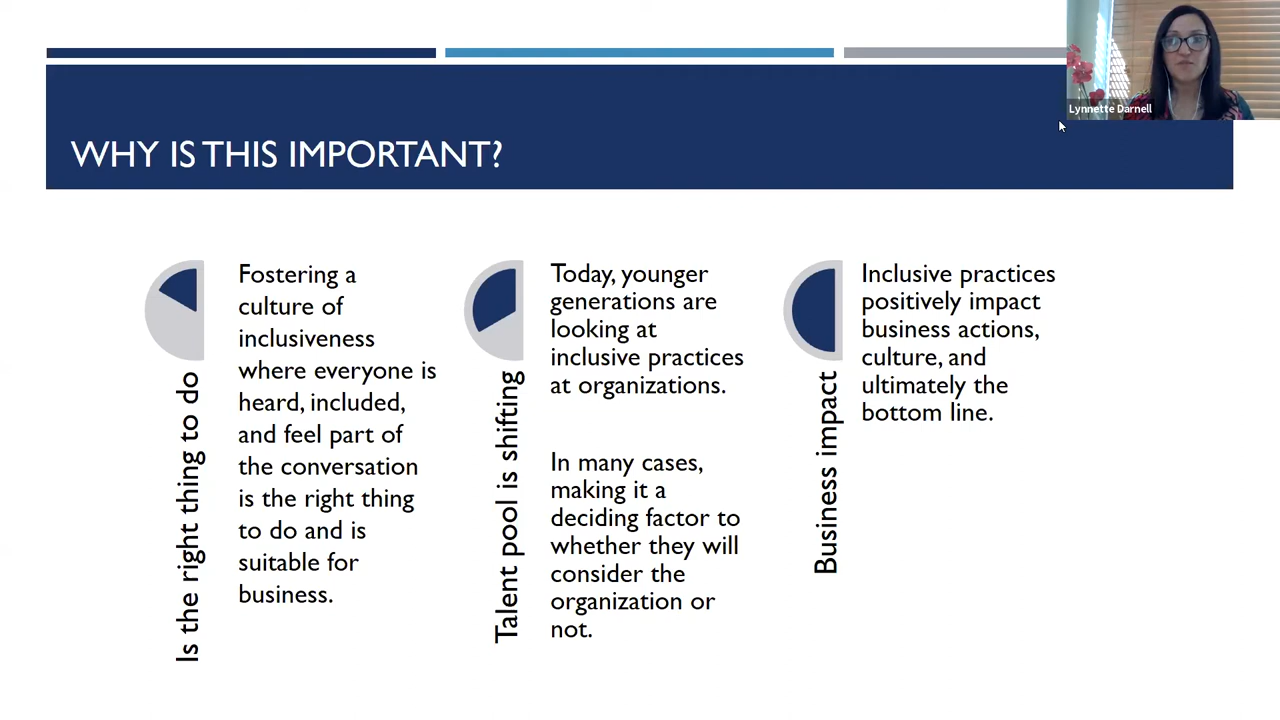 Lynnette Darnell
WHY IS THIS IMPORTANT?
Is the right thing to do
Fostering a
culture of
inclusiveness
where everyone is
heard, included,
and feel part of
the conversation
is the right thing
to do and is
suitable for
business.
Talent pool is shifting
Today, younger
generations are
looking at
inclusive practices
at organizations.
In many cases,
making it a
deciding factor to
whether they will
consider the
organization or
not.
Business impact
Inclusive practices
positively impact
business actions,
culture, and
ultimately the
bottom line.